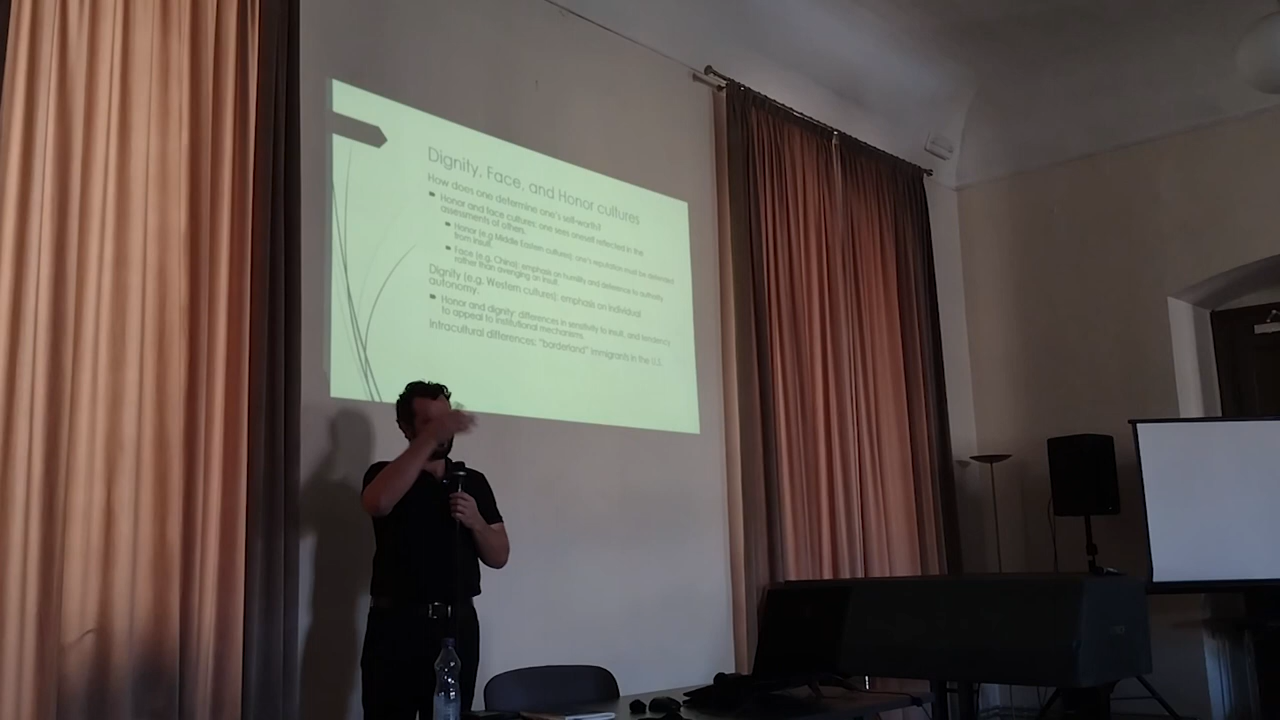 Dignity, Face, and Honor cultures
How does one determine one's self-worth?
Honor and face cultures: one sees oneself reflected in the
assessments of others.
Honor (e.g Middle Eastern cultures): one's reputation must be defended
from insult.
Face (e.g. China): emphasis on humility and deference to authority
rather than avenging an insult.
Dignity (e.g. Western cultures): emphasis on individual
autonomy.
Honor and dignity: differences in sensitivity to insult, and tendency
to appeal to institutional mechanisms
Intracultural differences: "borderland" immigrants in the U.S.